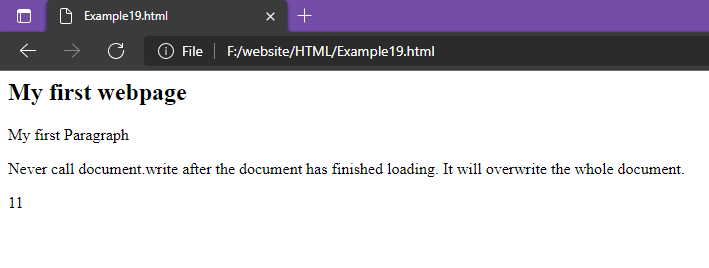 Example19.html
File F:/website/HTML/Example19.html
My first webpage
My first Paragraph
Never call document.write after the document has finished loading. It will overwrite the whole document.
11